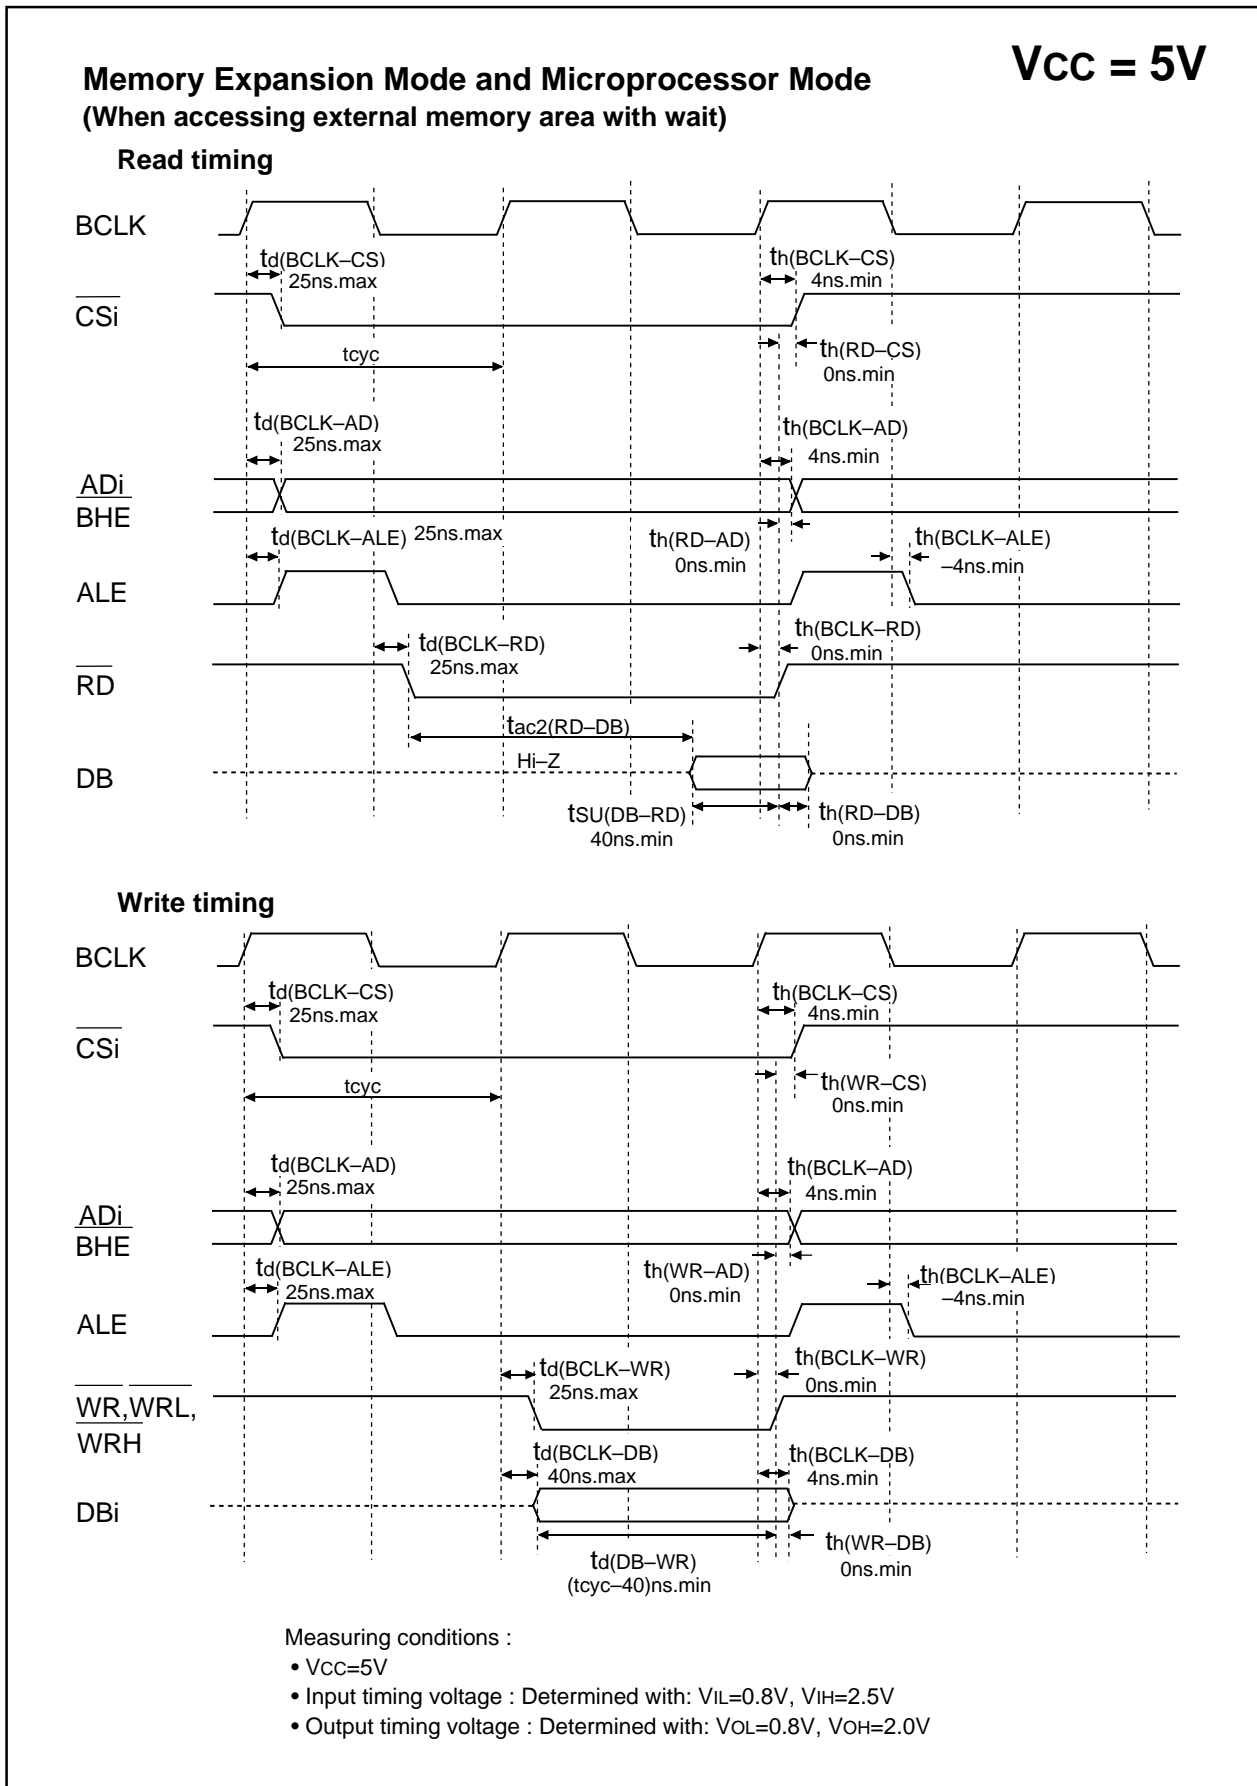 VCC = 5V
Memory Expansion Mode and Microprocessor Mode
(When accessing external memory area with wait)
Read timing
BCLK
td(BCLK–CS)
25ns.max
th(BCLK–CS)
4ns.min
CSi
tcyc
th(RD–CS)
0ns.min
td(BCLK–AD)
25ns.max
th(BCLK–AD)
4ns.min
ADi
BHE
td(BCLK–ALE) 25ns.max
th(RD–AD)
0ns.min
th(BCLK–ALE)
–4ns.min
ALE
td(BCLK–RD)
25ns.max
th(BCLK–RD)
0ns.min
RD
tac2(RD–DB)
Hi–Z
DB
tSU(DB–RD)
40ns.min
th(RD–DB)
0ns.min
Write timing
BCLK
td(BCLK–CS)
25ns.max
th(BCLK–CS)
4ns.min
CSi
tcyc
th(WR–CS)
0ns.min
td(BCLK–AD)
25ns.max
th(BCLK–AD)
4ns.min
ADi
BHE
td(BCLK–ALE)
25ns.max
th(WR–AD)
0ns.min
th(BCLK–ALE)
–4ns.min
ALE
td(BCLK–WR)
25ns.max
th(BCLK–WR)
0ns.min
WR,WRL,
WRH
td(BCLK–DB)
40ns.max
th(BCLK–DB)
4ns.min
DBi
td(DB–WR)
(tcyc–40)ns.min
th(WR–DB)
0ns.min
Measuring conditions :
• VCC=5V
• Input timing voltage : Determined with: VIL=0.8V, VIH=2.5V
• Output timing voltage : Determined with: VOL=0.8V, VOH=2.0V